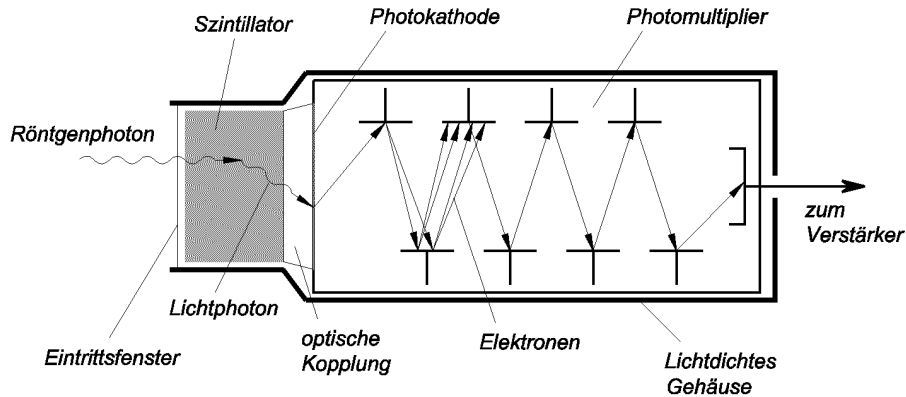 Szintillator
Photokathode
Photomultiplier
Röntgenphoton
zum
Verstärker
Lichtphoton
optische
Kopplung
Elektronen
Eintrittsfenster
Lichtdichtes
Gehäuse